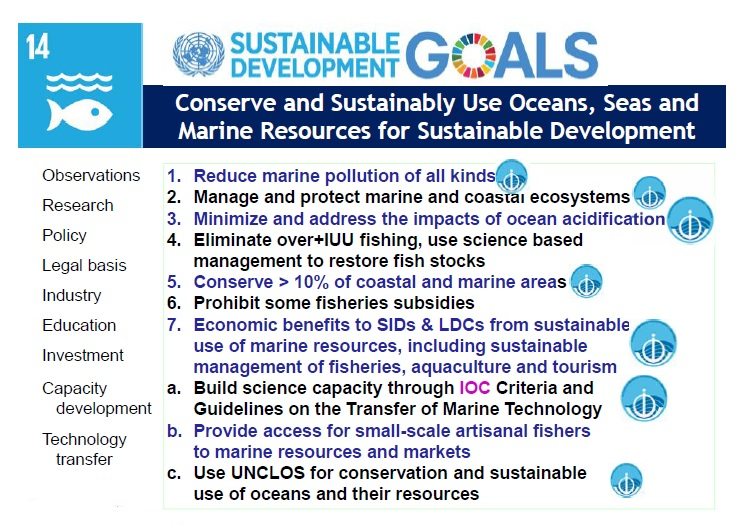 14
SUSTAINABLE
DEVELOPMENT
GOALS
Conserve and Sustainably Use Oceans, Seas and
Marine Resources for Sustainable Development
Observations
Research
Policy
Legal basis
Industry
Education
Investment
Capacity
development
Technology
transfer
1. Reduce marine pollution of all kinds
2. Manage and protect marine and coastal ecosystems
3. Minimize and address the impacts of ocean acidification
4. Eliminate over+IUU fishing, use science based
management to restore fish stocks
5. Conserve > 10% of coastal and marine areas
6. Prohibit some fisheries subsidies
7. Economic benefits to SIDs & LDCs from sustainable
use of marine resources, including sustainable
management of fisheries, aquaculture and tourism
a. Build science capacity through IOC Criteria and
Guidelines on the Transfer of Marine Technology
b. Provide access for small-scale artisanal fishers
to marine resources and markets
c. Use UNCLOS for conservation and sustainable
use of oceans and their resources